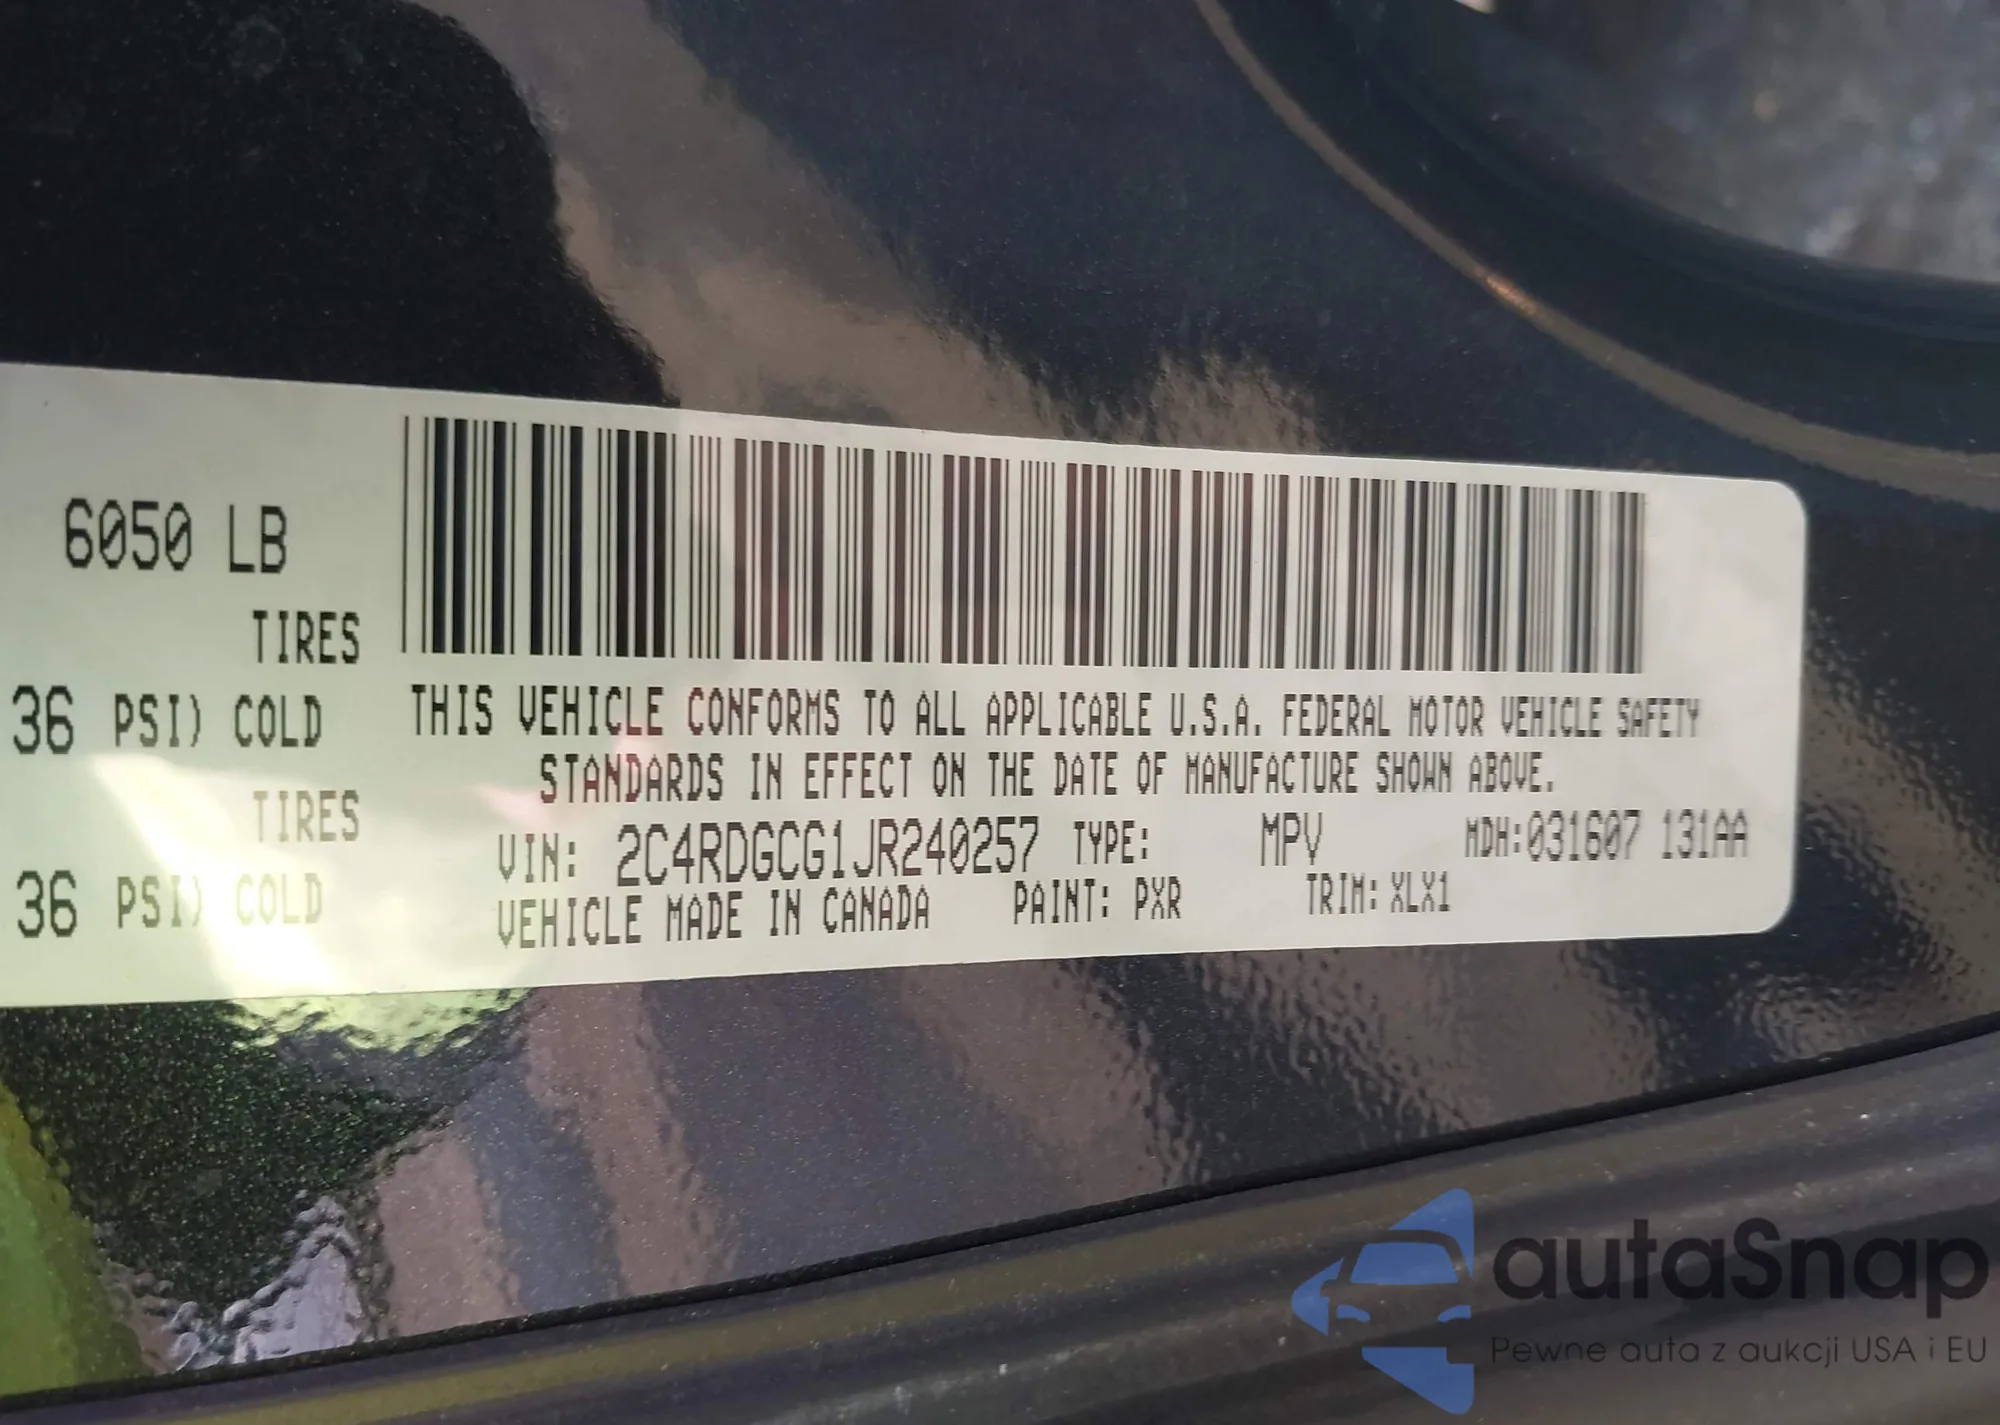 6050 LB
TIRES
36 PSI) COLD
TIRES
36 PSI) COLD
THIS VEHICLE CONFORMS TO ALL APPLICABLE U.S.A. FEDERAL MOTOR VEHICLE SAFETY
STANDARDS IN EFFECT ON THE DATE OF MANUFACTURE SHOWN ABOVE.
VIN: 2C4RDGCG1JR240257 TYPE: MPV MDH:031607 131AA
VEHICLE MADE IN CANADA PAINT: PXR TRIM: XLX1
autaSnap
Pewne auta z aukcji USA i EU